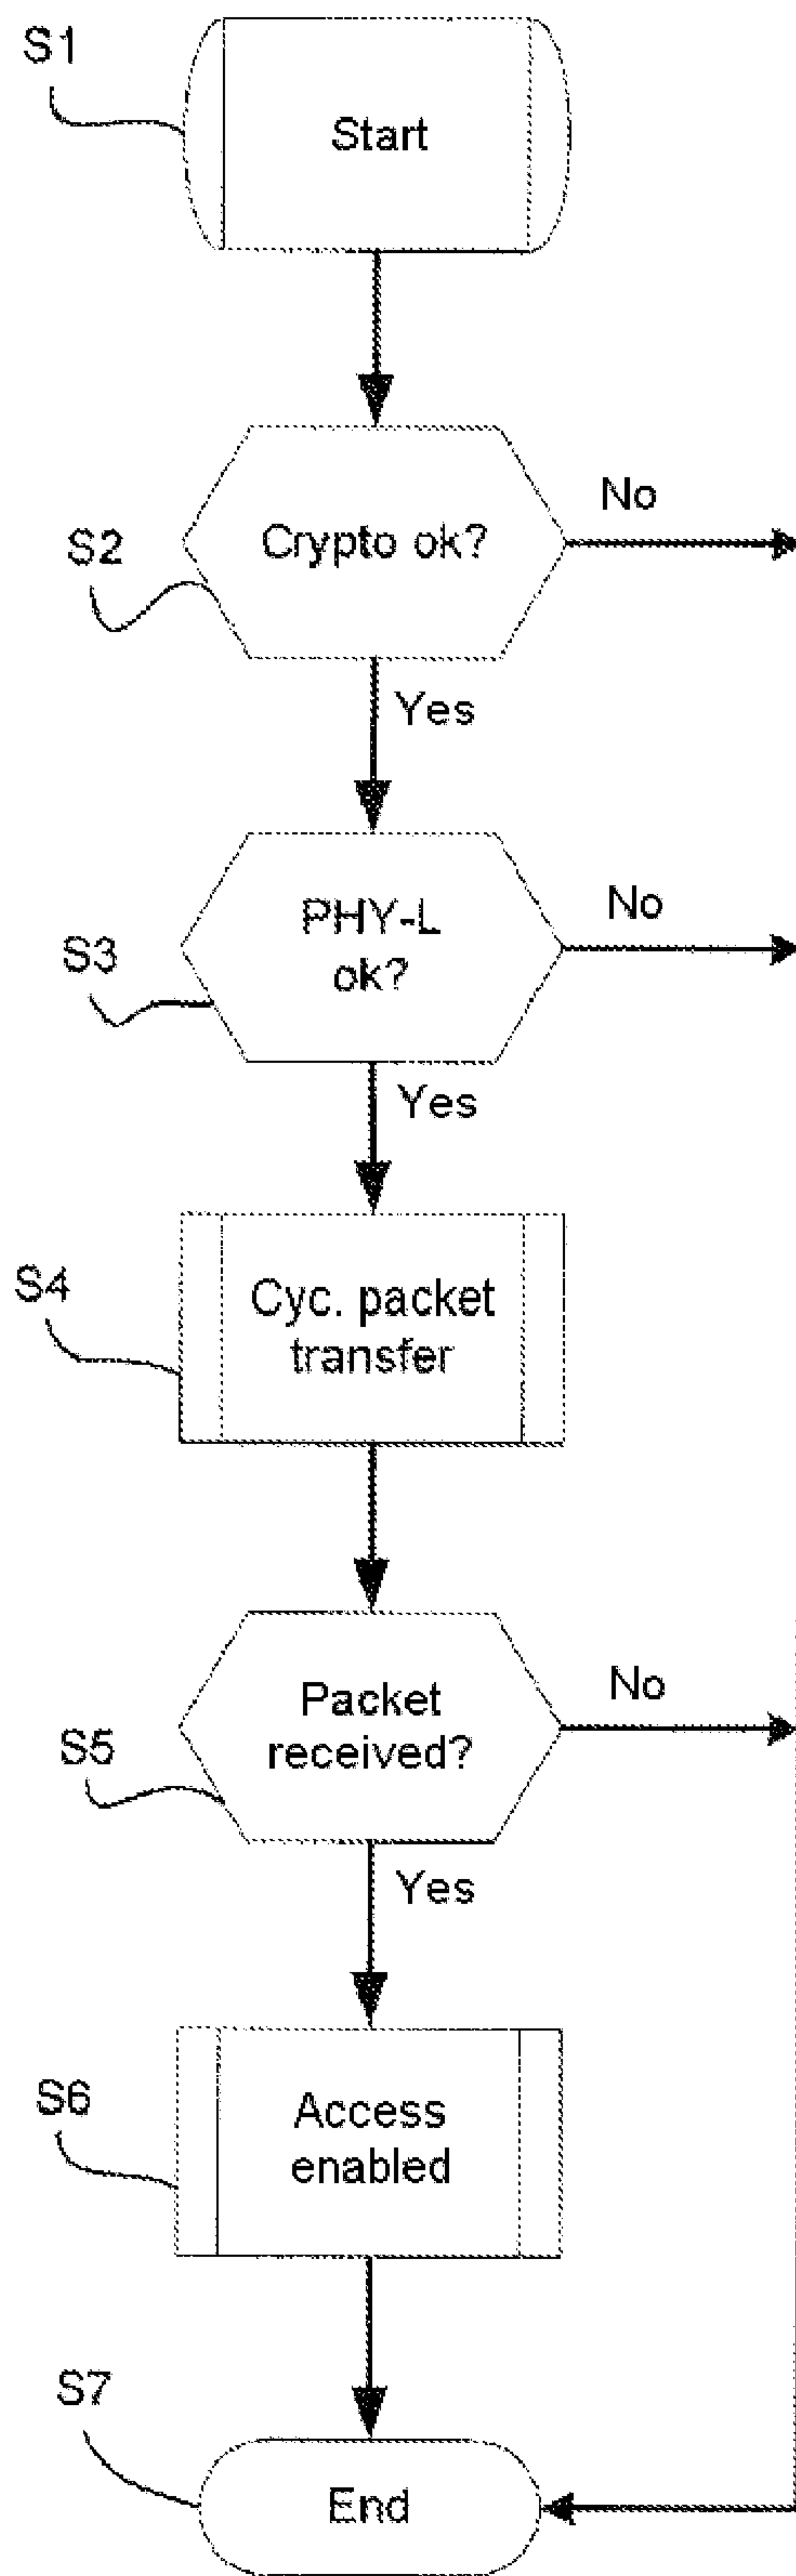 S1
Start
Crypto ok?
No
S2
Yes
PHY-L
ok?
No
S3
Yes
S4
Cyc. packet
transfer
Packet
received?
No
S5
Yes
S6
Access
enabled
S7
End